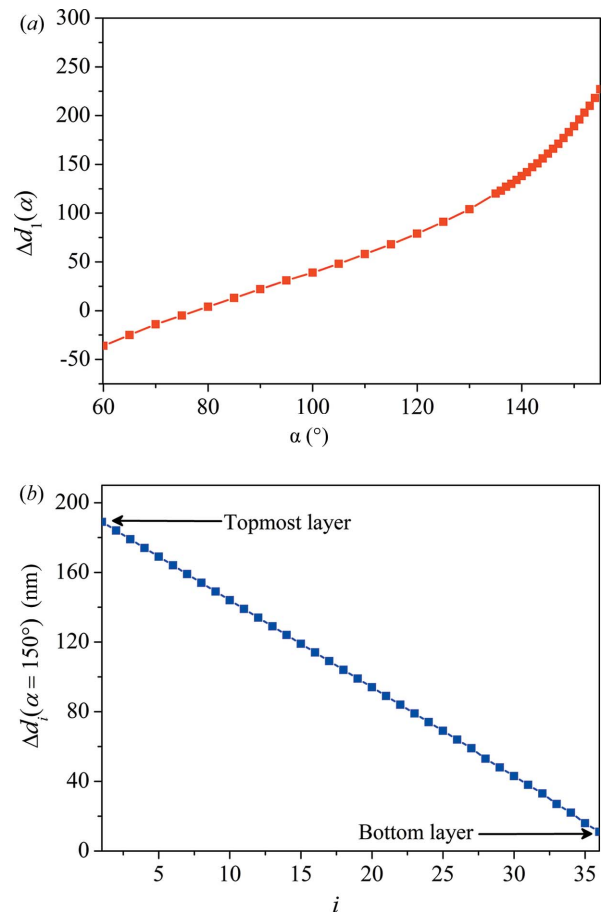 (a)
300
250
200
150
100
50
0
-50
Δd₁(α)
60 80 100 120 140
α (°)
(b)
200
160
120
80
40
0
Δdᵢ(α = 150°) (nm)
Topmost layer
Bottom layer
5 10 15 20 25 30 35
i